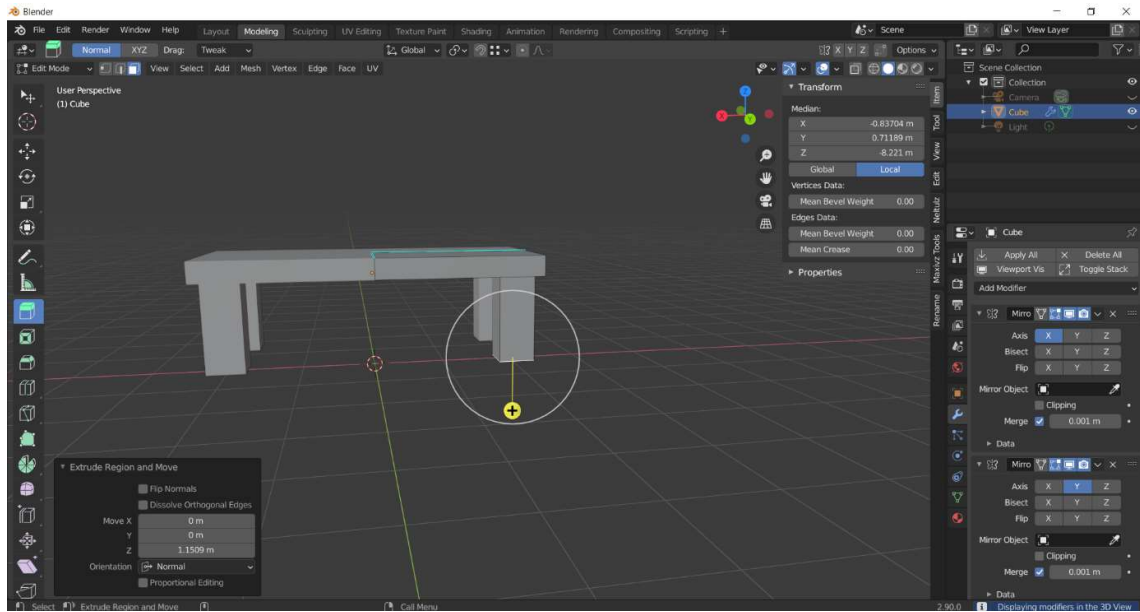 Blender
File Edit Render Window Help Layout Modeling Sculpting UV Editing Texture Paint Shading Animation Rendering Compositing Scripting + Scene View Layer
Normal XYZ Drag: Tweak Global X Y Z Options
Edit Mode View Select Add Mesh Vertex Edge Face UV
User Perspective
(1) Cube
Transform
Median:
X -0.83704 m
Y 0.71189 m
Z -8.221 m
Global Local
Vertices Data:
Mean Bevel Weight 0.00
Edges Data:
Mean Bevel Weight 0.00
Mean Crease 0.00
Properties
Item
Tool
View
Edit
Neltulz
Maxivz Tools
Rename
Scene Collection
Collection
Camera
Cube
Light
Cube
Apply All Delete All
Viewport Vis Toggle Stack
Add Modifier
Mirro
Axis X Y Z
Bisect X Y Z
Flip X Y Z
Mirror Object
Clipping
Merge 0.001 m
Data
Mirro
Axis X Y Z
Bisect X Y Z
Flip X Y Z
Mirror Object
Clipping
Merge 0.001 m
Data
Extrude Region and Move
Flip Normals
Dissolve Orthogonal Edges
Move X 0 m
Y 0 m
Z 1.1509 m
Orientation Normal
Proportional Editing
Select Extrude Region and Move Call Menu 2.90.0 Displaying modifiers in the 3D View